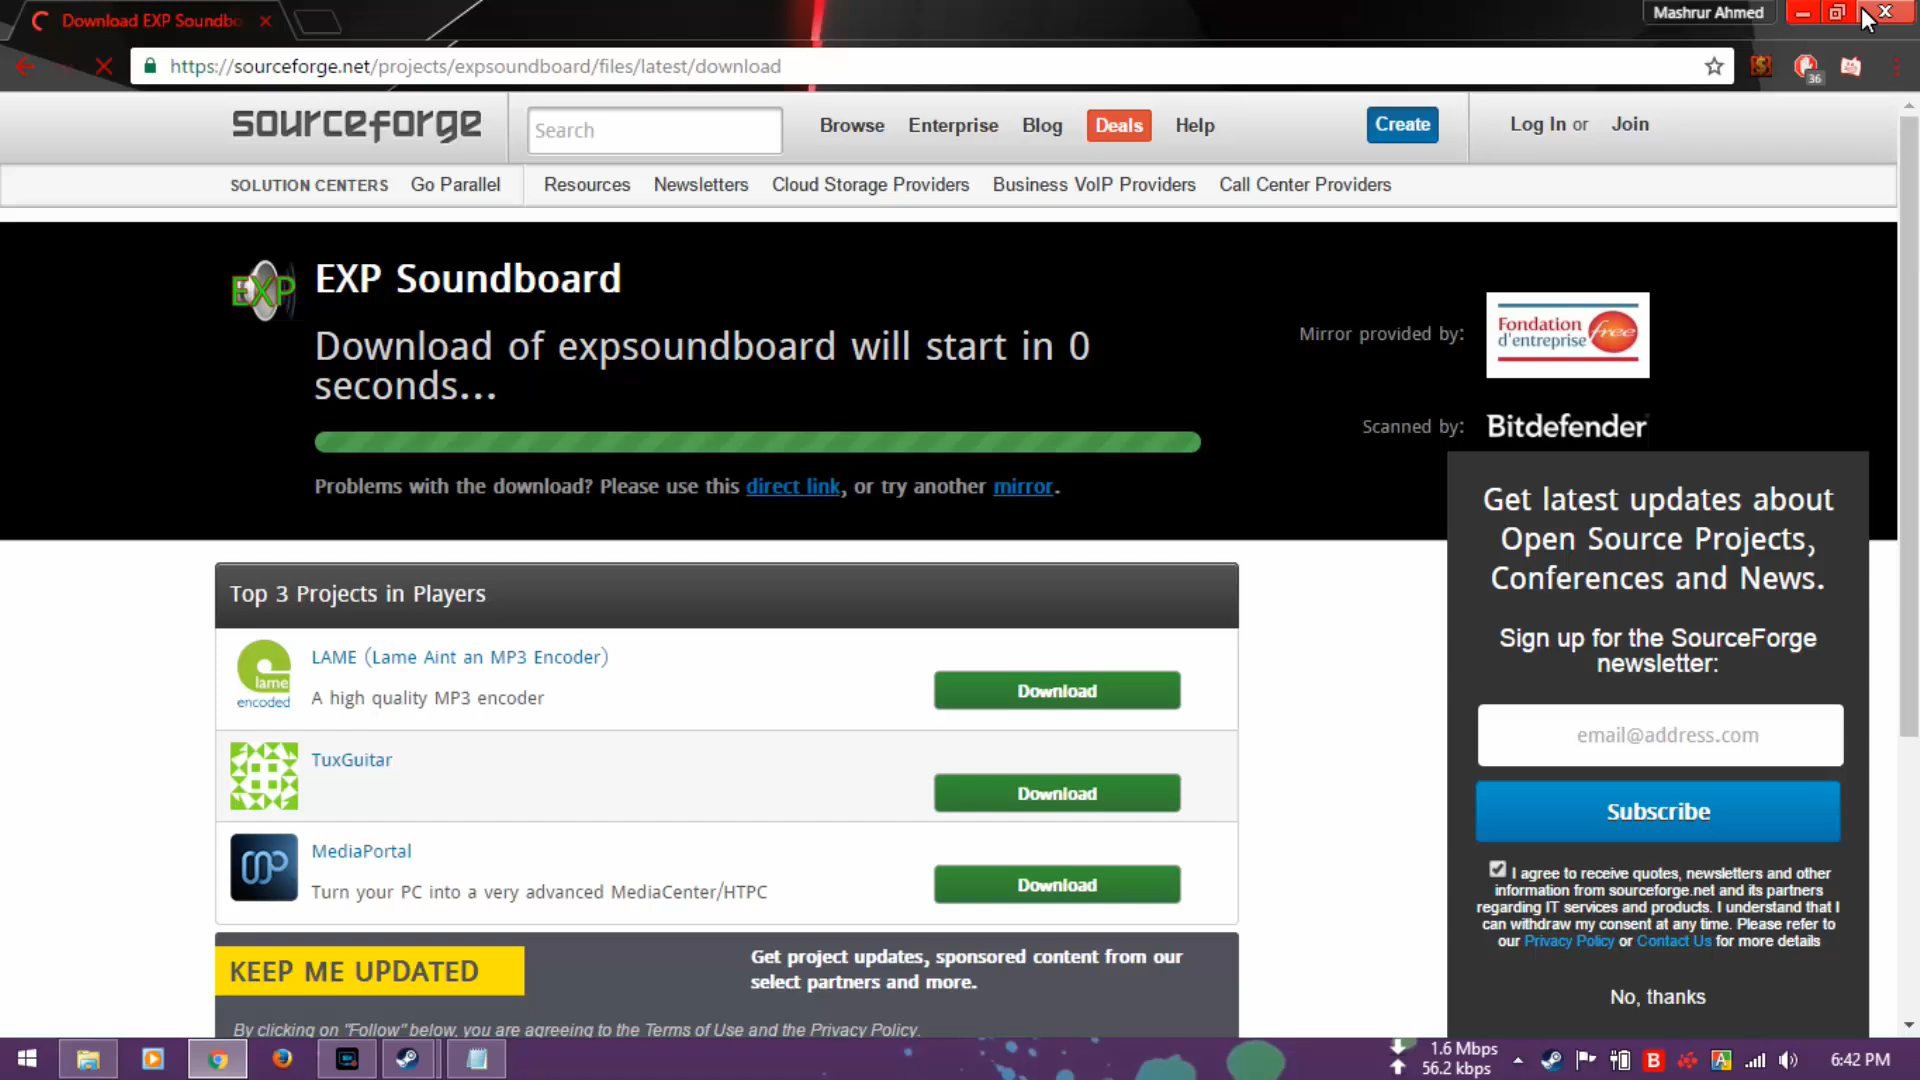 Download EXP Soundbo
Mashrur Ahmed
https://sourceforge.net/projects/expsoundboard/files/latest/download
36
sourceforge
Search
Browse Enterprise Blog Deals Help
Create
Log In or Join
SOLUTION CENTERS Go Parallel Resources Newsletters Cloud Storage Providers Business VoIP Providers Call Center Providers
EXP
EXP Soundboard
Download of expsoundboard will start in 0
seconds...
Problems with the download? Please use this direct link, or try another mirror.
Mirror provided by:
Fondation
d'entreprise free
Scanned by: Bitdefender
Get latest updates about
Open Source Projects,
Conferences and News.
Sign up for the SourceForge
newsletter:
email@address.com
Subscribe
I agree to receive quotes, newsletters and other
information from sourceforge.net and its partners
regarding IT services and products. I understand that I
can withdraw my consent at any time. Please refer to
our Privacy Policy or Contact Us for more details
No, thanks
Top 3 Projects in Players
lame
encoded
LAME (Lame Aint an MP3 Encoder)
A high quality MP3 encoder
Download
TuxGuitar
Download
MediaPortal
Turn your PC into a very advanced MediaCenter/HTPC
Download
KEEP ME UPDATED
Get project updates, sponsored content from our
select partners and more.
By clicking on "Follow" below, you are agreeing to the Terms of Use and the Privacy Policy.
1.6 Mbps
56.2 kbps
B
A
6:42 PM